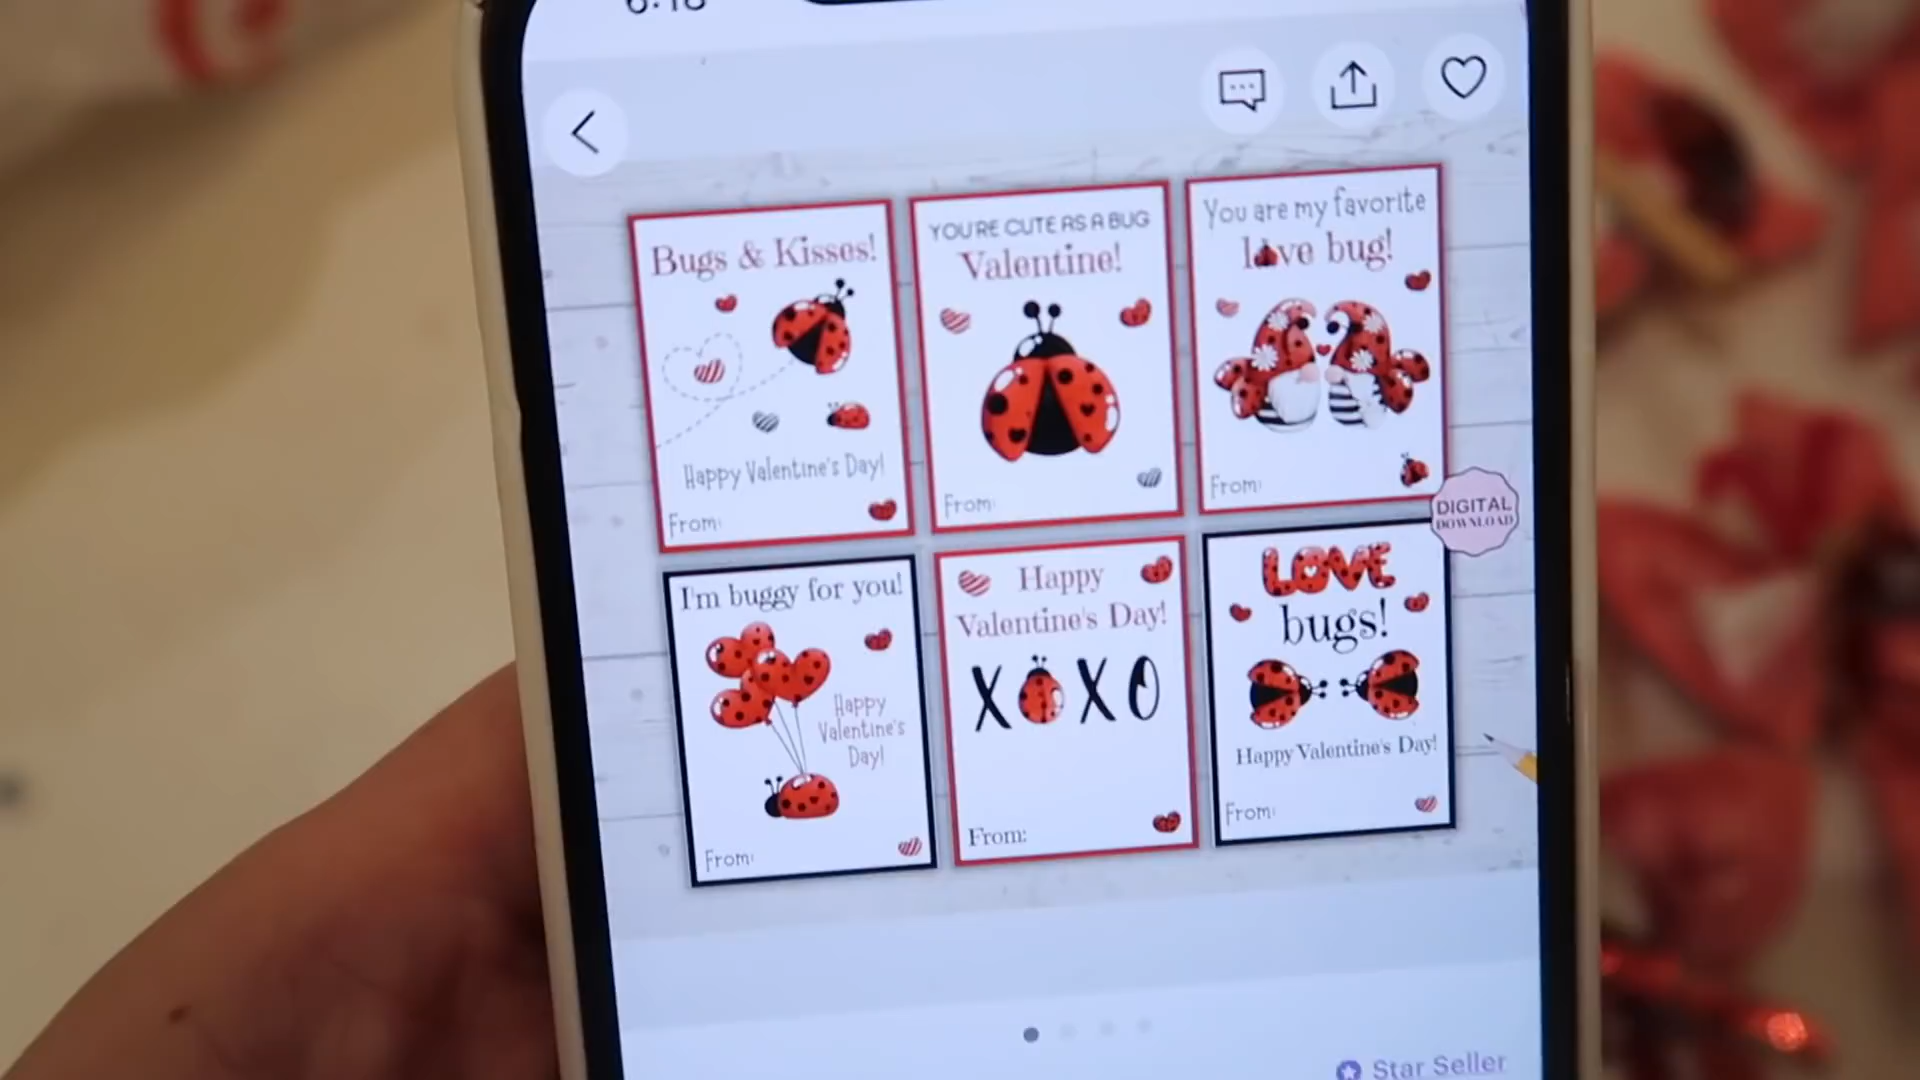 Bugs & Kisses!
Happy Valentine's Day!
From:
YOU'RE CUTE AS A BUG
Valentine!
From:
You are my favorite
love bug!
From:
DIGITAL
DOWNLOAD
I'm buggy for you!
Happy
Valentine's
Day!
From:
Happy
Valentine's Day!
XOXO
From:
LOVE
bugs!
Happy Valentine's Day!
From:
Star Seller